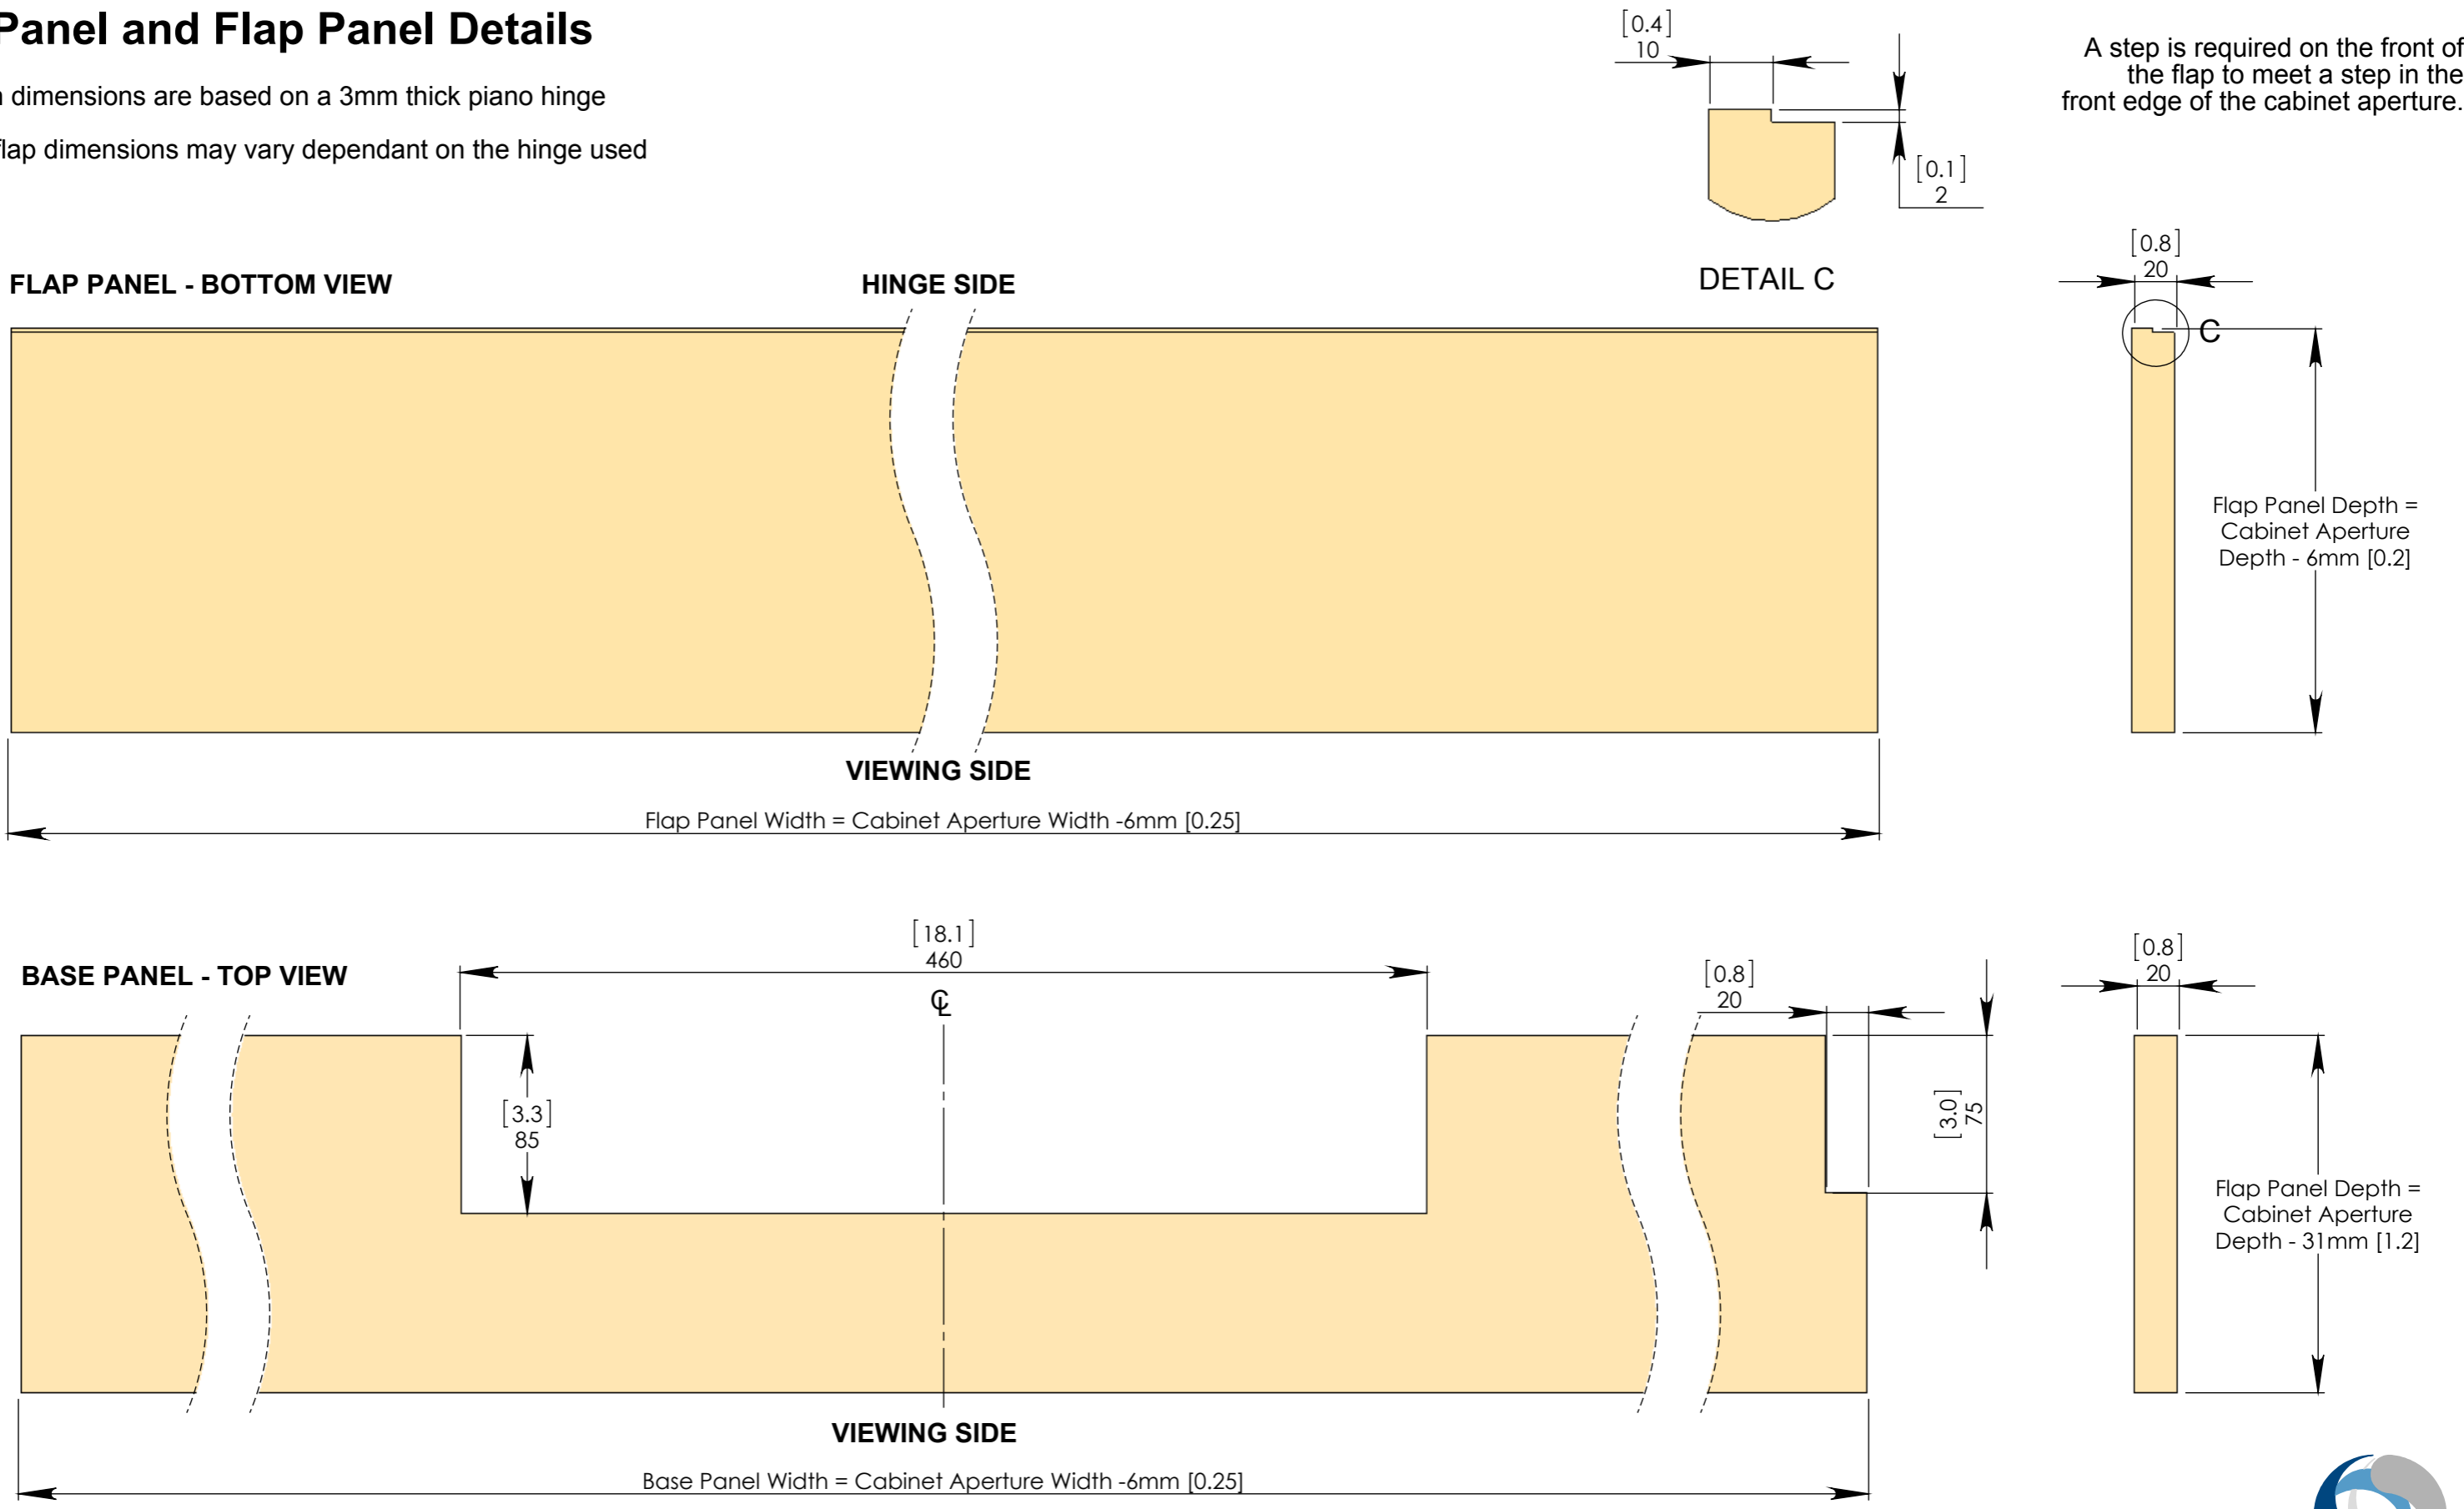 Panel and Flap Panel Details
dimensions are based on a 3mm thick piano hinge
flap dimensions may vary dependant on the hinge used
[0.4]
10
[0.1]
2
A step is required on the front of
the flap to meet a step in the
front edge of the cabinet aperture.
DETAIL C
FLAP PANEL - BOTTOM VIEW
HINGE SIDE
[0.8]
20
C
Flap Panel Depth =
Cabinet Aperture
Depth - 6mm [0.2]
VIEWING SIDE
Flap Panel Width = Cabinet Aperture Width -6mm [0.25]
BASE PANEL - TOP VIEW
[18.1]
460
℄
[3.3]
85
[0.8]
20
[3.0]
75
[0.8]
20
Flap Panel Depth =
Cabinet Aperture
Depth - 31mm [1.2]
VIEWING SIDE
Base Panel Width = Cabinet Aperture Width -6mm [0.25]